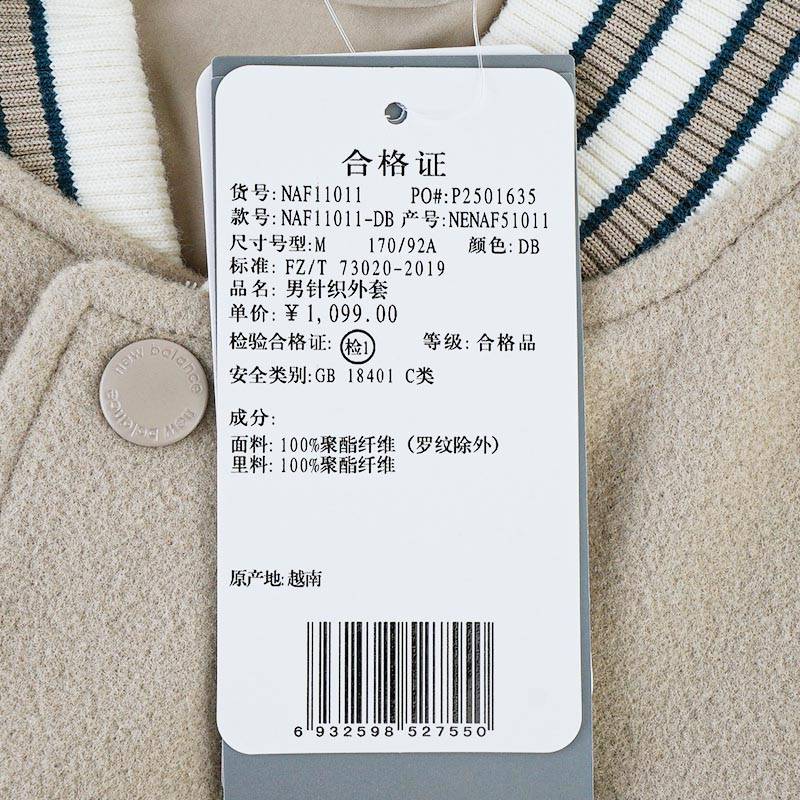 合格证
货号: NAF11011 PO#:P2501635
款号: NAF11011-DB 产号:NENAF51011
尺寸号型:M 170/92A 颜色:DB
标准: FZ/T 73020-2019
品名: 男针织外套
单价:￥1,099.00
检验合格证: 检1 等级:合格品
安全类别:GB 18401 C类
成分:
面料: 100%聚酯纤维（罗纹除外）
里料: 100%聚酯纤维
原产地:越南
6 932598 527550
new balance
new balance